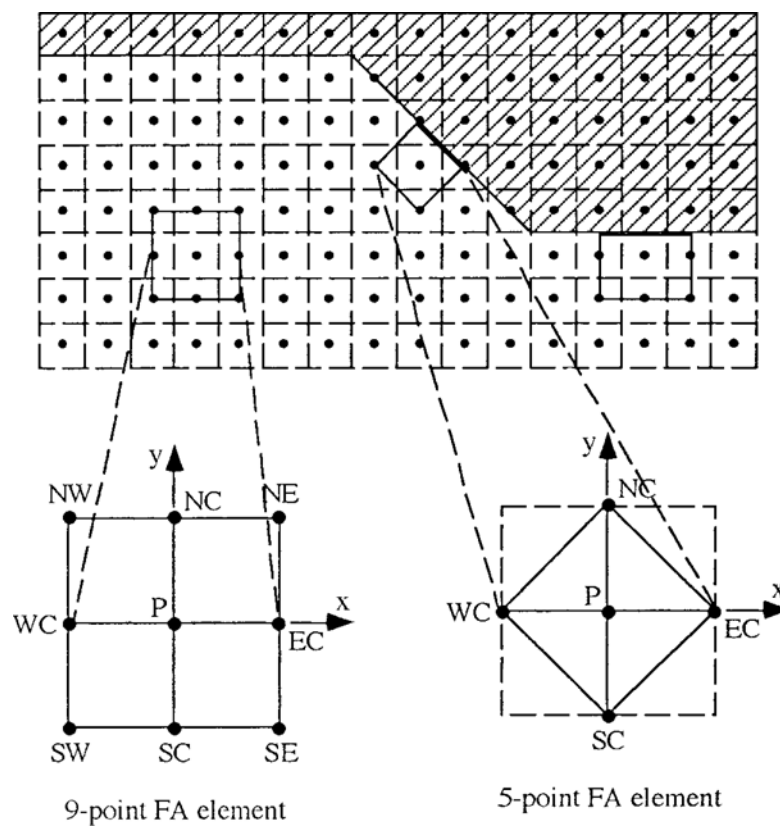 y
NW NC NE
WC P x
EC
SW SC SE
9-point FA element
y
NC
WC P x
EC
SC
5-point FA element